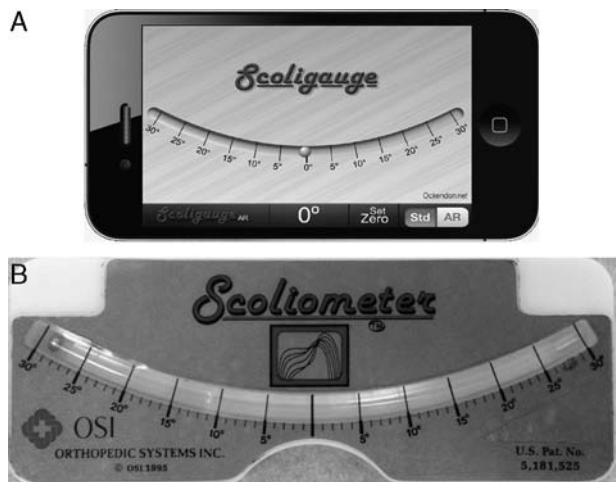 A
Scoligauge
30° 25° 20° 15° 10° 5° 0° 5° 10° 15° 20° 25° 30°
Ockendon.net
Scoligauge AR
0°
Set
Zero
Std AR
B
Scoliometer
TM
30° 25° 20° 15° 10° 5° 5° 10° 15° 20° 25° 30°
OSI
ORTHOPEDIC SYSTEMS INC.
© OSI 1995
U.S. Pat. No.
5,181,525